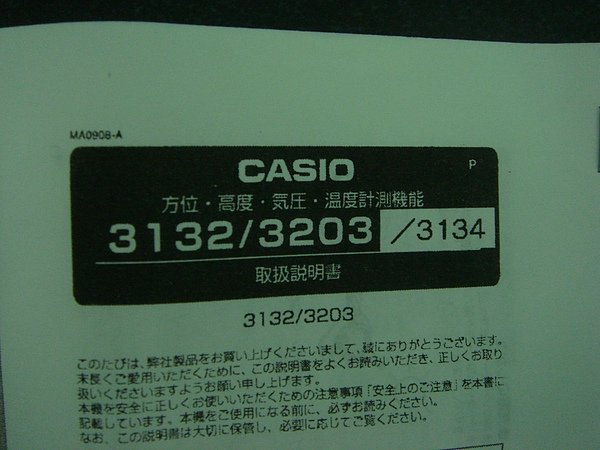 MA0908-A
CASIO
P
方位・高度・気圧・温度計測機能
3132/3203/3134
取扱説明書
3132/3203
このたびは、弊社製品をお買い上げくださいまして、誠にありがとうございます。
末長くご愛用いただくために、この説明書をよくお読みいただき、正しくお取り
扱いくださいますようお願い申し上げます。
本機を安全に正しくお使いいただくための注意事項『安全上のご注意』を本書に
記載しています。本機をご使用になる前に、必ずお読みください。
なお、この説明書は大切に保管し、必要に応じてご覧ください。